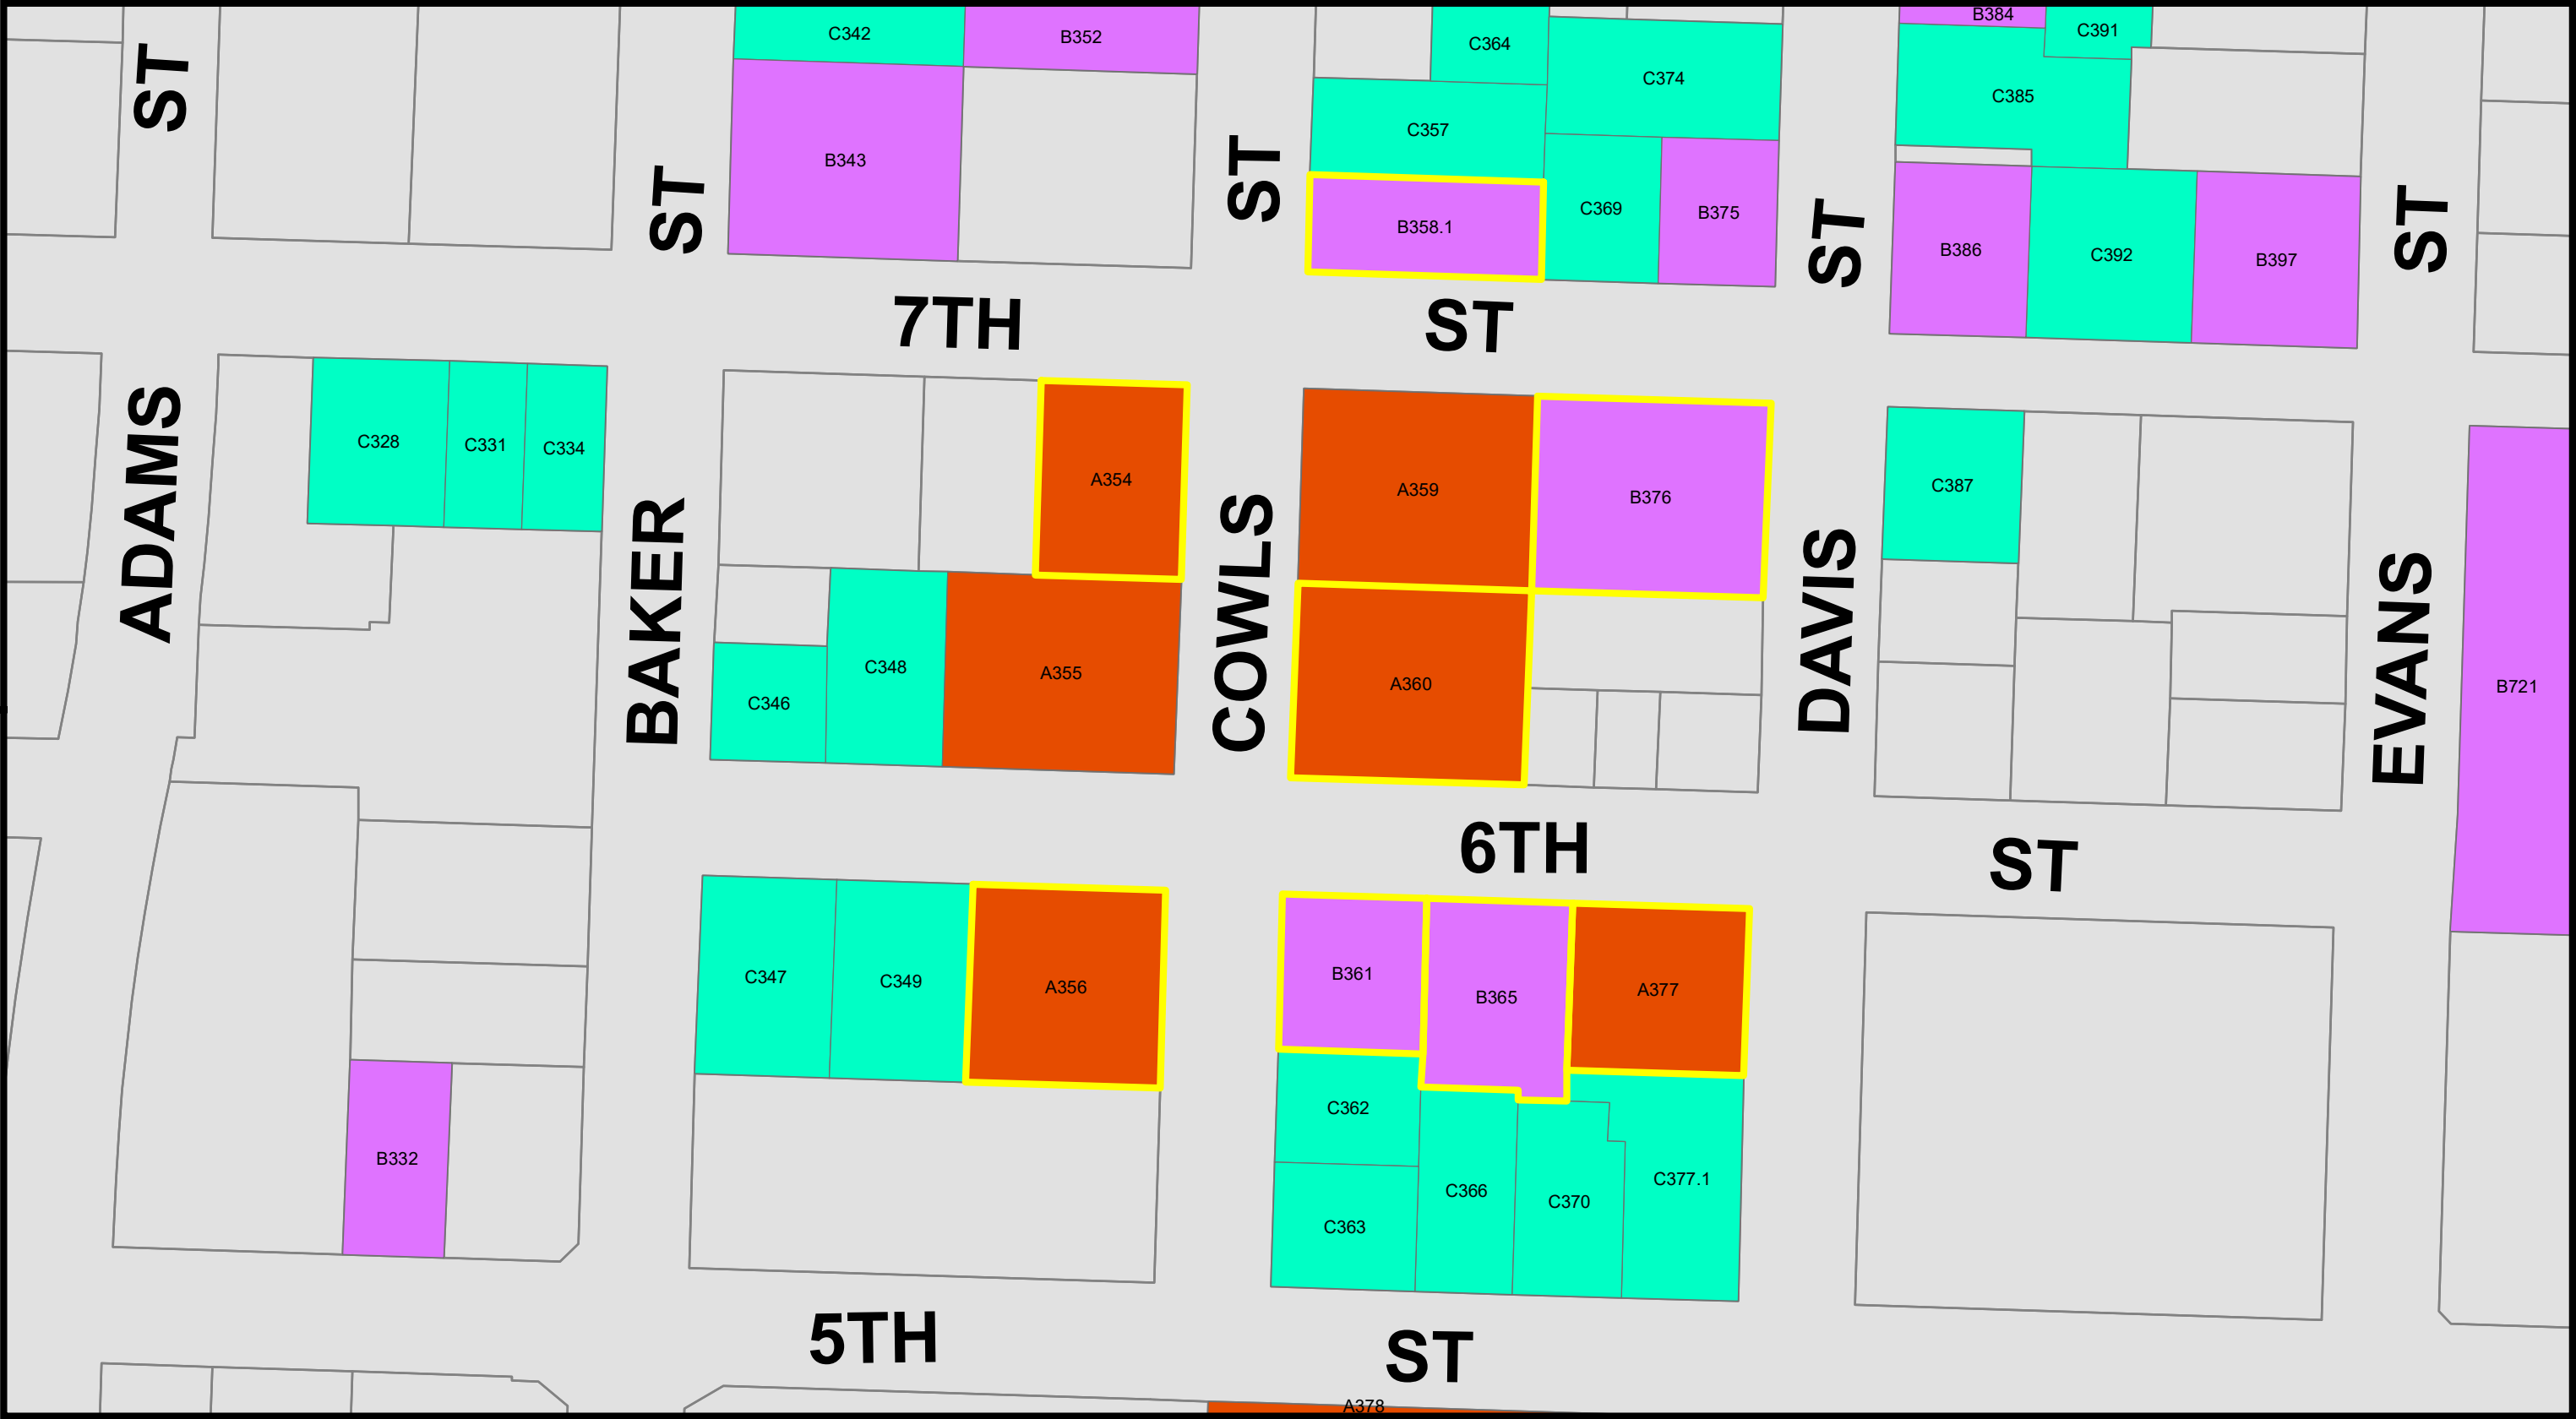 B384
C342
B352
C364
C391
C374
C385
ST
C357
B343
ST
ST
B358.1
C369
B375
ST
B386
C392
B397
ST
7TH ST
ADAMS
C328
C331
C334
A354
A359
B376
C387
BAKER
COWLS
DAVIS
EVANS
C346
C348
A355
A360
B721
6TH ST
C347
C349
A356
B361
B365
A377
B332
C362
C363
C366
C370
C377.1
5TH ST
A378